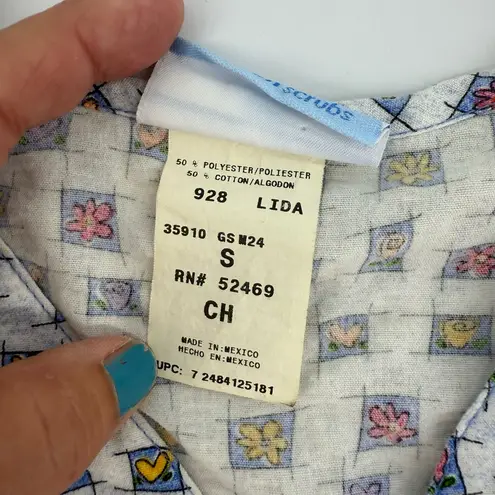 scrubs
50 % POLYESTER/POLIESTER
50 % COTTON/ALGODON
928 LIDA
35910 GS M24
S
RN# 52469
CH
MADE IN:MEXICO
HECHO EN:MEXICO
UPC: 7 2484125181